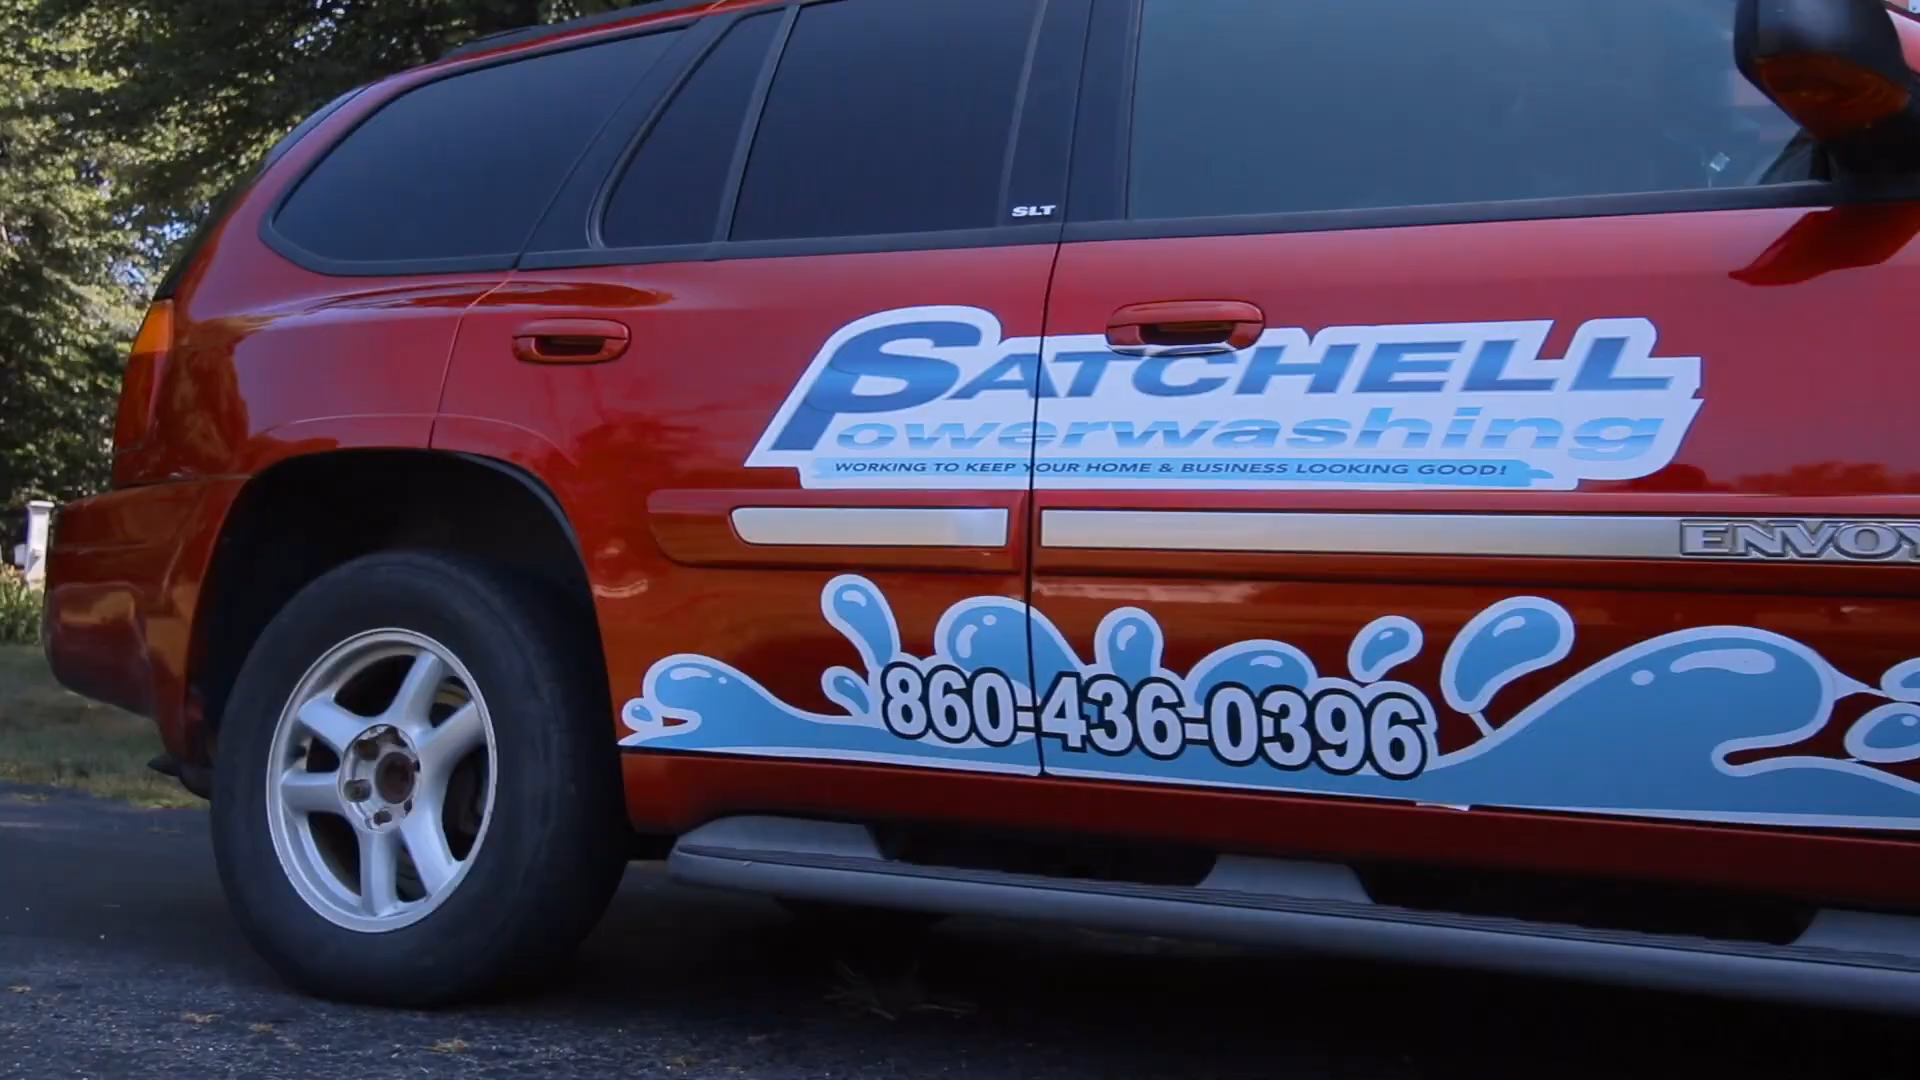 SLT
SATCHELL
Powerwashing
WORKING TO KEEP YOUR HOME & BUSINESS LOOKING GOOD!
ENVOY
860-436-0396